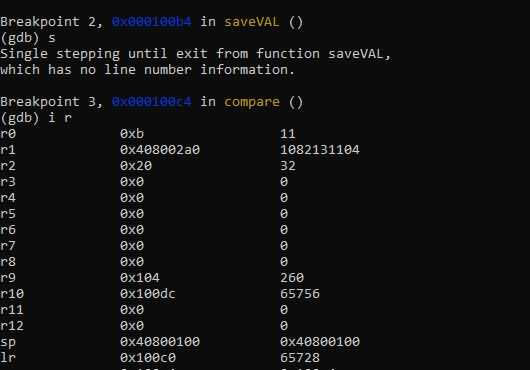 Breakpoint 2, 0x000100b4 in saveVAL ()
(gdb) s
Single stepping until exit from function saveVAL,
which has no line number information.
Breakpoint 3, 0x000100c4 in compare ()
(gdb) i r
r0 0xb 11
r1 0x408002a0 1082131104
r2 0x20 32
r3 0x0 0
r4 0x0 0
r5 0x0 0
r6 0x0 0
r7 0x0 0
r8 0x0 0
r9 0x104 260
r10 0x100dc 65756
r11 0x0 0
r12 0x0 0
sp 0x40800100 0x40800100
lr 0x100c0 65728